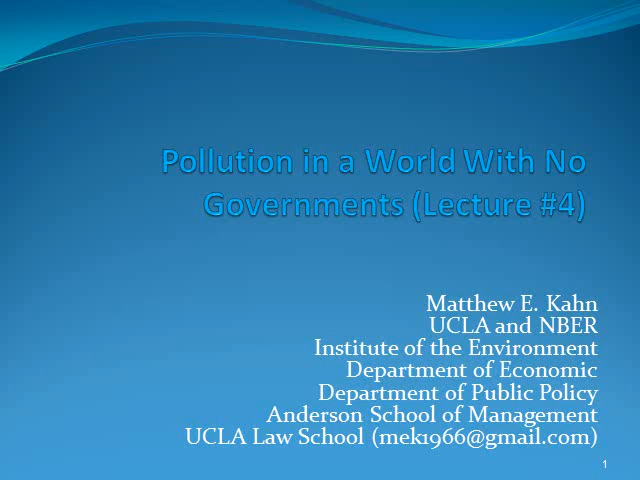 Pollution in a World With No
Governments (Lecture #4)
Matthew E. Kahn
UCLA and NBER
Institute of the Environment
Department of Economic
Department of Public Policy
Anderson School of Management
UCLA Law School (mek1966@gmail.com)
1